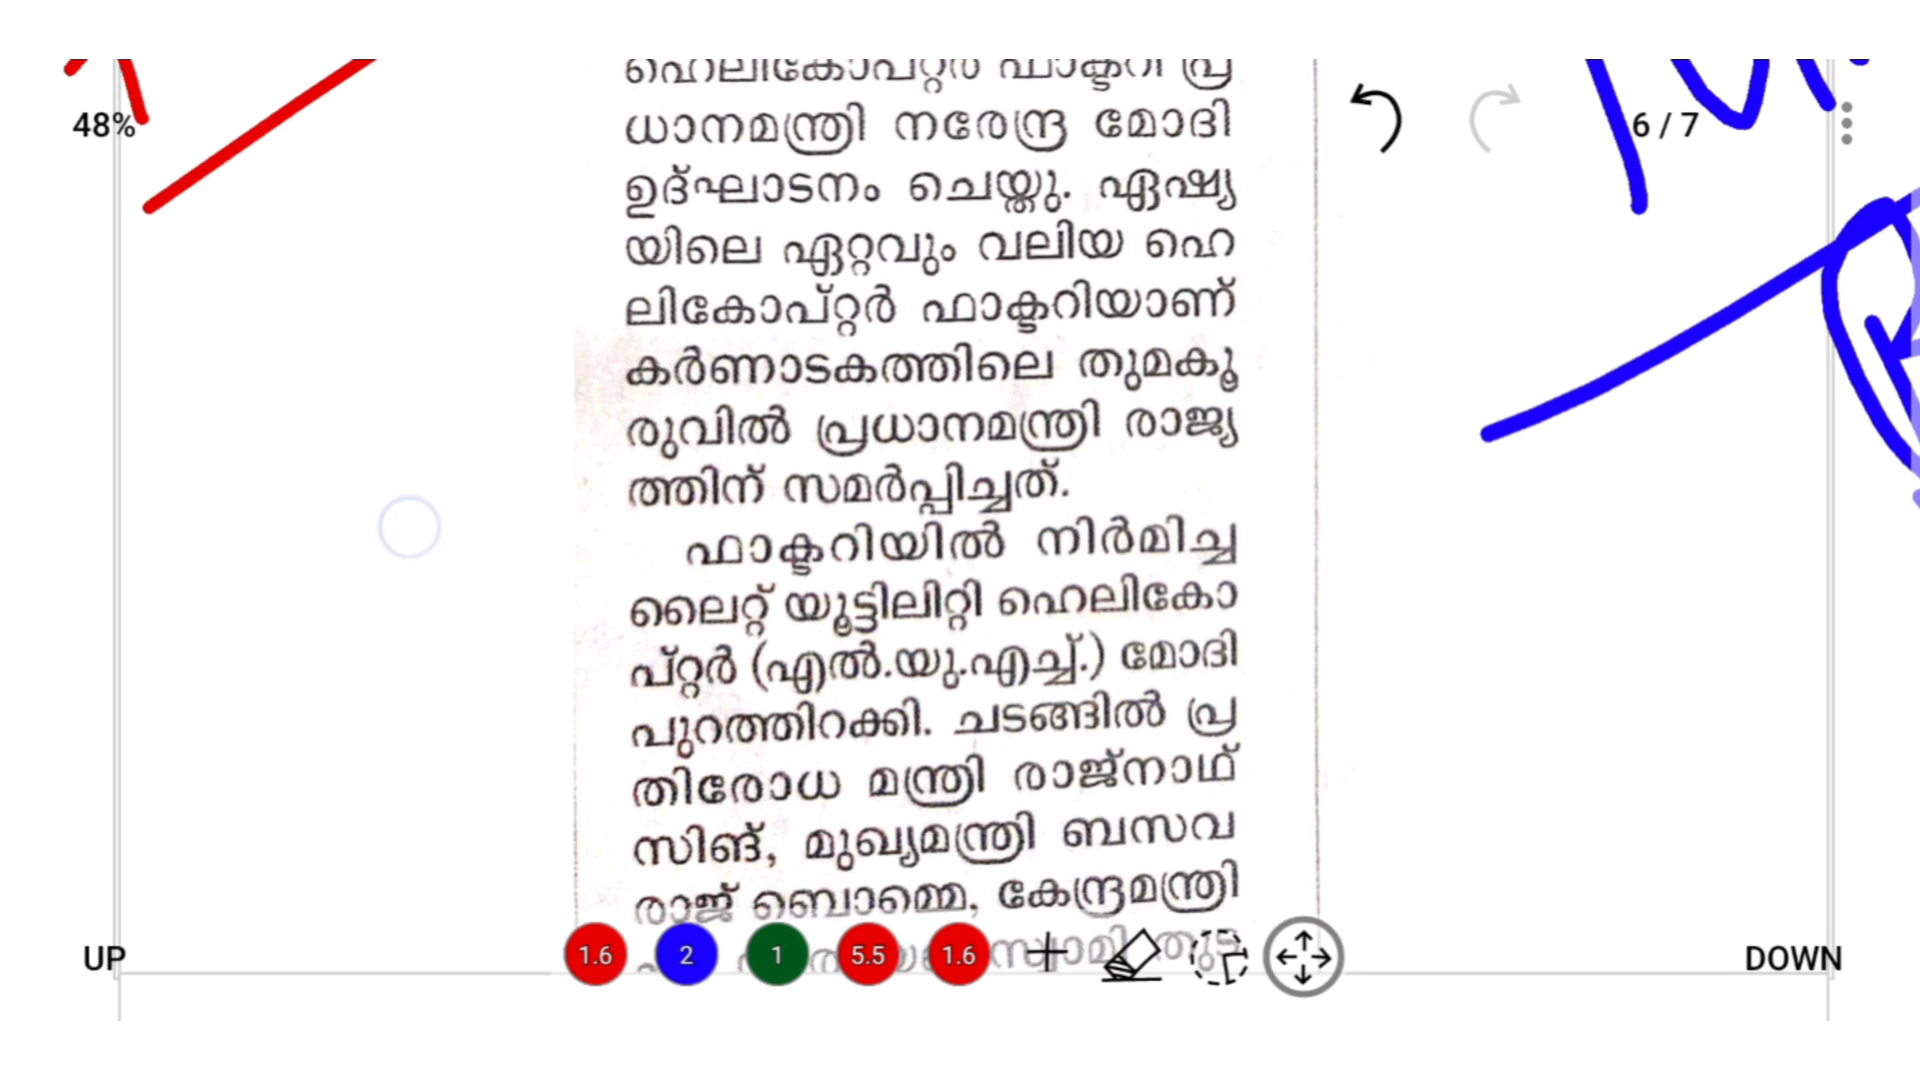 ഹെലികോപ്റ്റർ ഫാക്ടറി പ്ര
ധാനമന്ത്രി നരേന്ദ്ര മോദി
ഉദ്ഘാടനം ചെയ്തു. ഏഷ്യ
യിലെ ഏറ്റവും വലിയ ഹെ
ലികോപ്റ്റർ ഫാക്ടറിയാണ്
കർണാടകത്തിലെ തുമകൂ
രുവിൽ പ്രധാനമന്ത്രി രാജ്യ
ത്തിന് സമർപ്പിച്ചത്.
ഫാക്ടറിയിൽ നിർമിച്ച
ലൈറ്റ് യൂട്ടിലിറ്റി ഹെലികോ
പ്റ്റർ (എൽ.യു.എച്ച്.) മോദി
പുറത്തിറക്കി. ചടങ്ങിൽ പ്ര
തിരോധ മന്ത്രി രാജ്നാഥ്
സിങ്, മുഖ്യമന്ത്രി ബസവ
രാജ് ബൊമ്മെ, കേന്ദ്രമന്ത്രി
48%
6 / 7
UP
1.6
2
1
5.5
1.6
DOWN